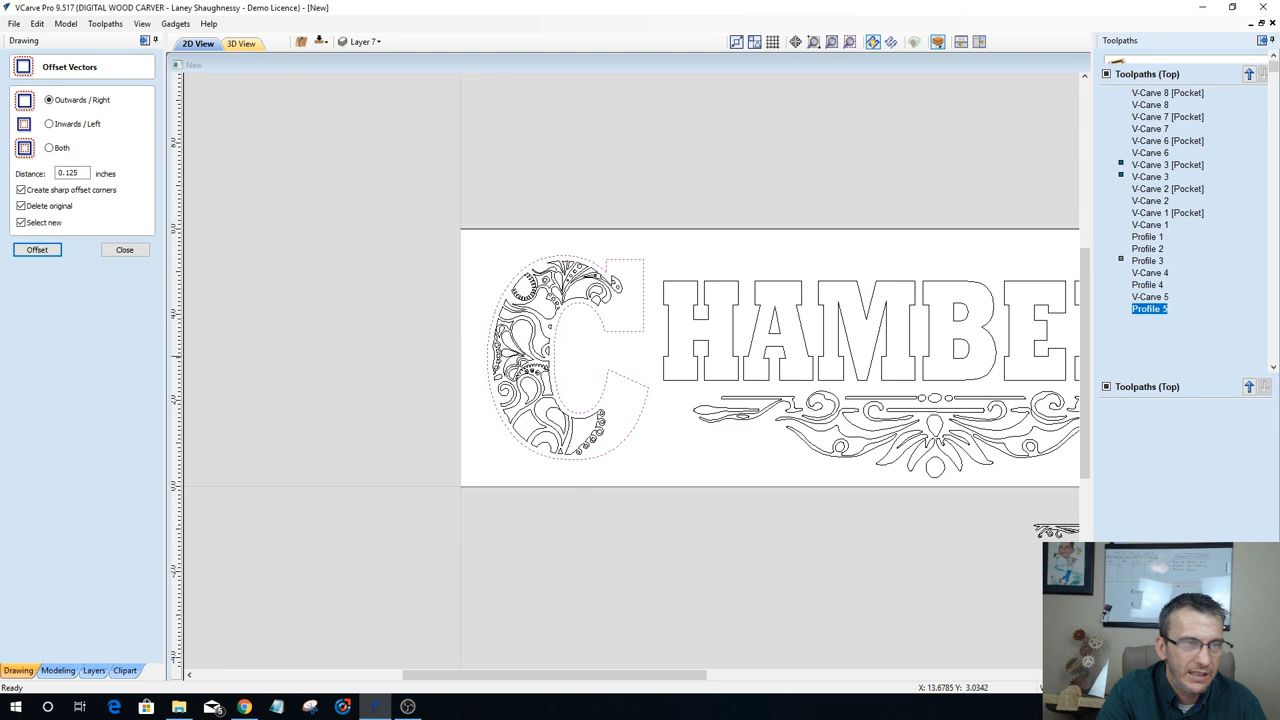 VCarve Pro 9.517 {DIGITAL WOOD CARVER - Laney Shaughnessy - Demo Licence} - [New]
File Edit Model Toolpaths View Gadgets Help
Drawing
2D View 3D View
Layer 7
Toolpaths
New
Offset Vectors
Toolpaths (Top)
Outwards / Right
Inwards / Left
Both
Distance: 0.125 inches
Create sharp offset corners
Delete original
Select new
Offset Close
V-Carve 8 [Pocket]
V-Carve 8
V-Carve 7 [Pocket]
V-Carve 7
V-Carve 6 [Pocket]
V-Carve 6
V-Carve 3 [Pocket]
V-Carve 3
V-Carve 2 [Pocket]
V-Carve 2
V-Carve 1 [Pocket]
V-Carve 1
Profile 1
Profile 2
Profile 3
V-Carve 4
Profile 4
V-Carve 5
Profile 5
CHAMBE
Toolpaths (Top)
Drawing Modeling Layers Clipart
Ready
X: 13.6785 Y: 3.0342